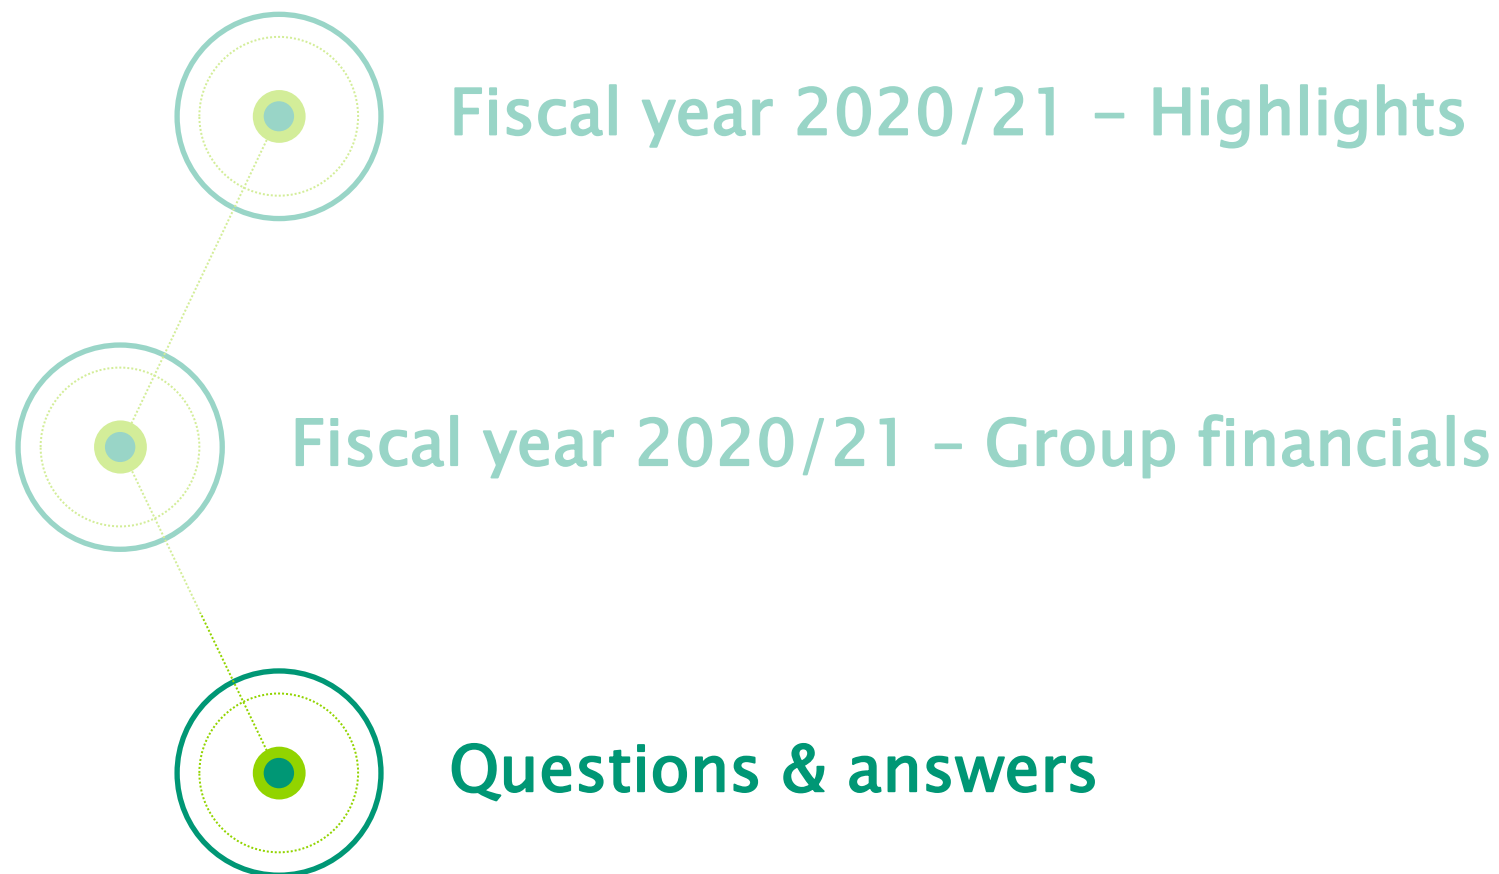 Fiscal year 2020/21 – Highlights
Fiscal year 2020/21 – Group financials
Questions & answers